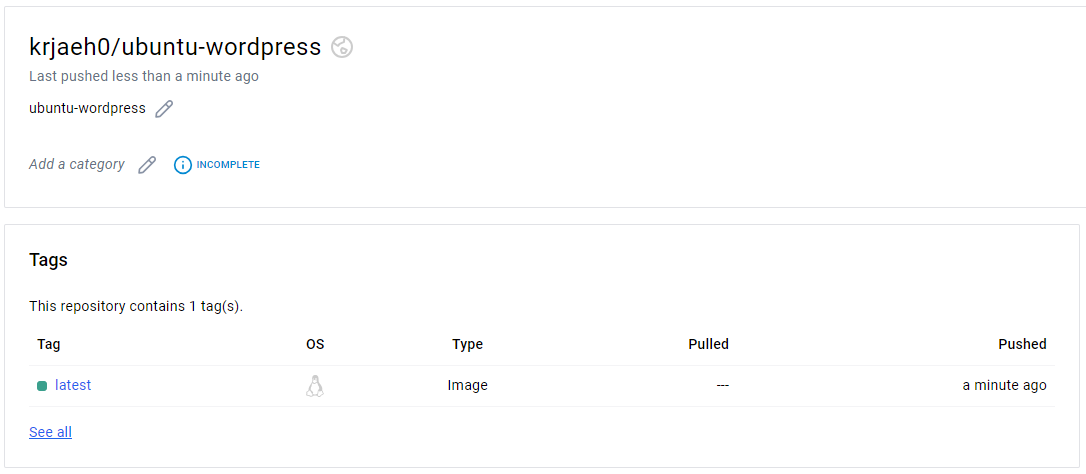 krjaeh0/ubuntu-wordpress
Last pushed less than a minute ago
ubuntu-wordpress
Add a category INCOMPLETE
Tags
This repository contains 1 tag(s).
Tag OS Type Pulled Pushed
latest Image --- a minute ago
See all